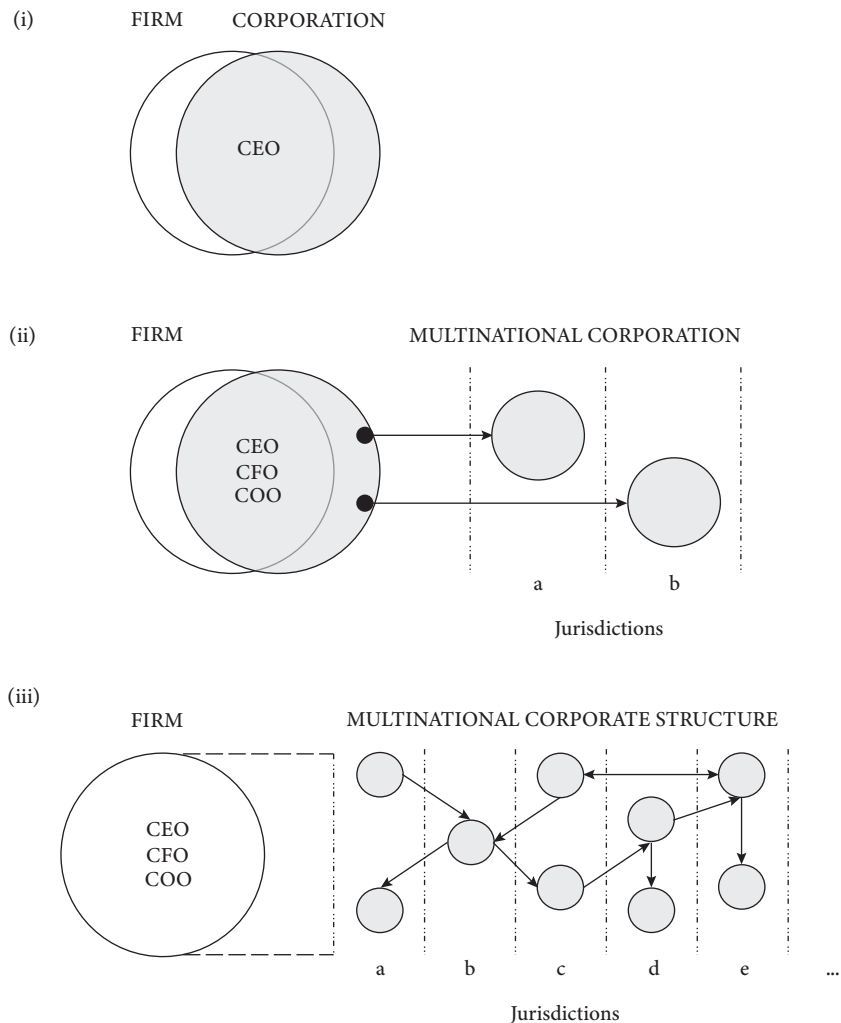 (i)
FIRM CORPORATION
CEO
(ii)
FIRM MULTINATIONAL CORPORATION
CEO
CFO
COO
a b
Jurisdictions
(iii)
FIRM MULTINATIONAL CORPORATE STRUCTURE
CEO
CFO
COO
a b c d e ...
Jurisdictions